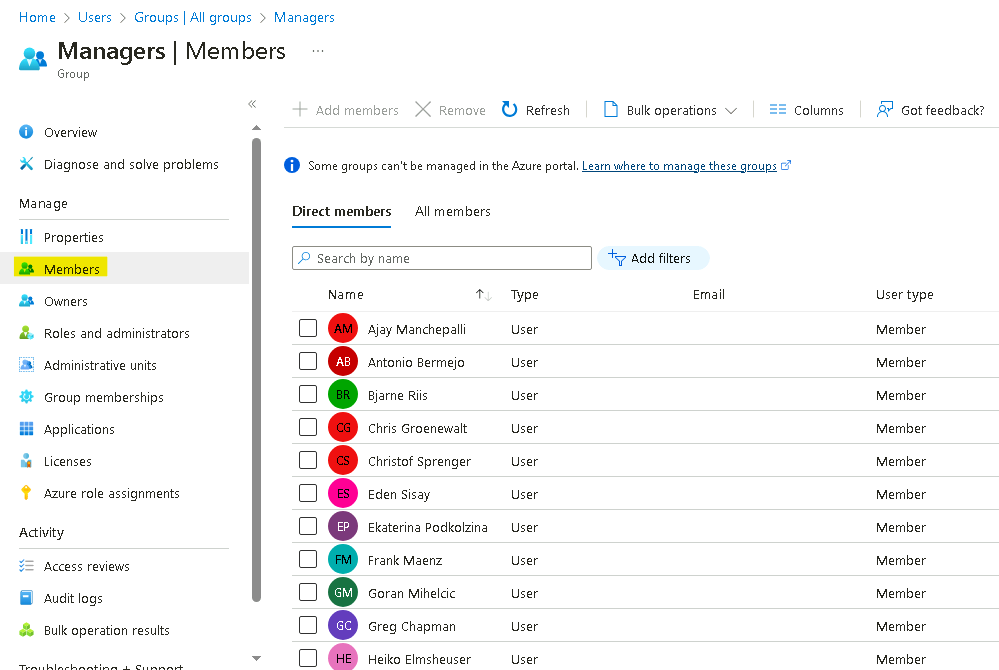 Home > Users > Groups | All groups > Managers
Managers | Members ...
Group
«
Overview
Diagnose and solve problems
Manage
Properties
Members
Owners
Roles and administrators
Administrative units
Group memberships
Applications
Licenses
Azure role assignments
Activity
Access reviews
Audit logs
Bulk operation results
Troubleshooting + Support
Add members Remove Refresh Bulk operations Columns Got feedback?
Some groups can't be managed in the Azure portal. Learn where to manage these groups
Direct members All members
Search by name Add filters
Name Type Email User type
AM Ajay Manchepalli User Member
AB Antonio Bermejo User Member
BR Bjarne Riis User Member
CG Chris Groenewalt User Member
CS Christof Sprenger User Member
ES Eden Sisay User Member
EP Ekaterina Podkolzina User Member
FM Frank Maenz User Member
GM Goran Mihelcic User Member
GC Greg Chapman User Member
HE Heiko Elmsheuser User Member